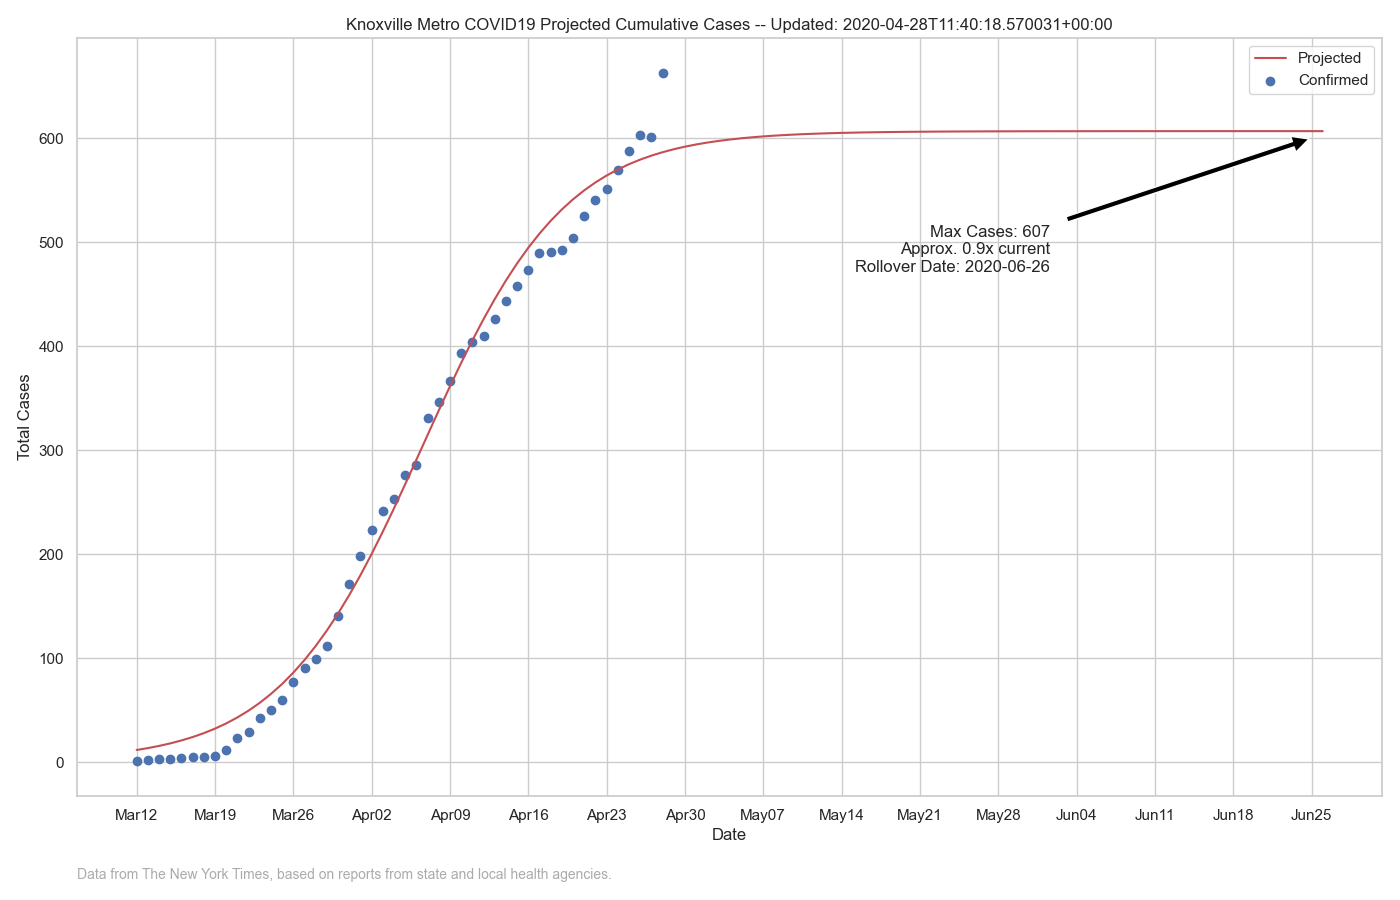 Knoxville Metro COVID19 Projected Cumulative Cases -- Updated: 2020-04-28T11:40:18.570031+00:00
Projected
Confirmed
600
500
400
300
200
100
0
Total Cases
Max Cases: 607
Approx. 0.9x current
Rollover Date: 2020-06-26
Mar12 Mar19 Mar26 Apr02 Apr09 Apr16 Apr23 Apr30 May07 May14 May21 May28 Jun04 Jun11 Jun18 Jun25
Date
Data from The New York Times, based on reports from state and local health agencies.